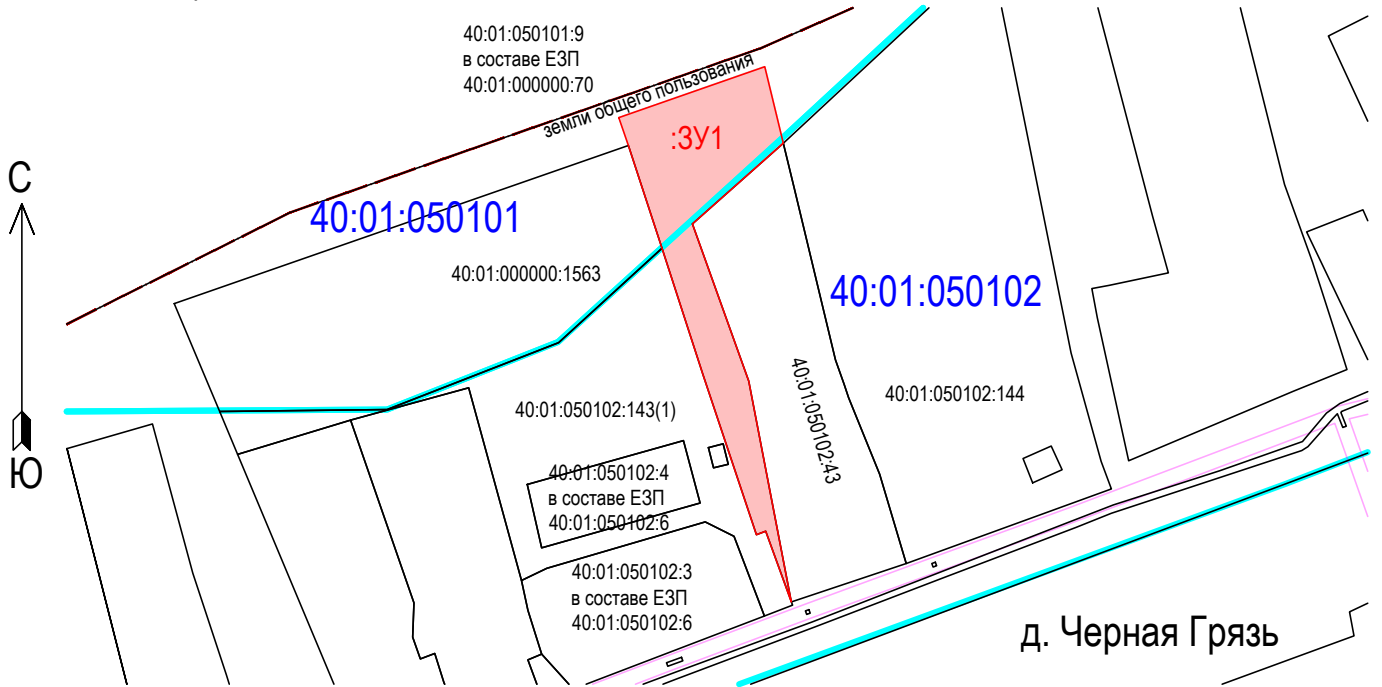 40:01:050101:9
в составе ЕЗП
40:01:000000:70
земли общего пользования
:ЗУ1
С
40:01:050101
40:01:000000:1563
40:01:050102
40:01:050102:43
40:01:050102:144
40:01:050102:143(1)
Ю
40:01:050102:4
в составе ЕЗП
40:01:050102:6
40:01:050102:3
в составе ЕЗП
40:01:050102:6
д. Черная Грязь